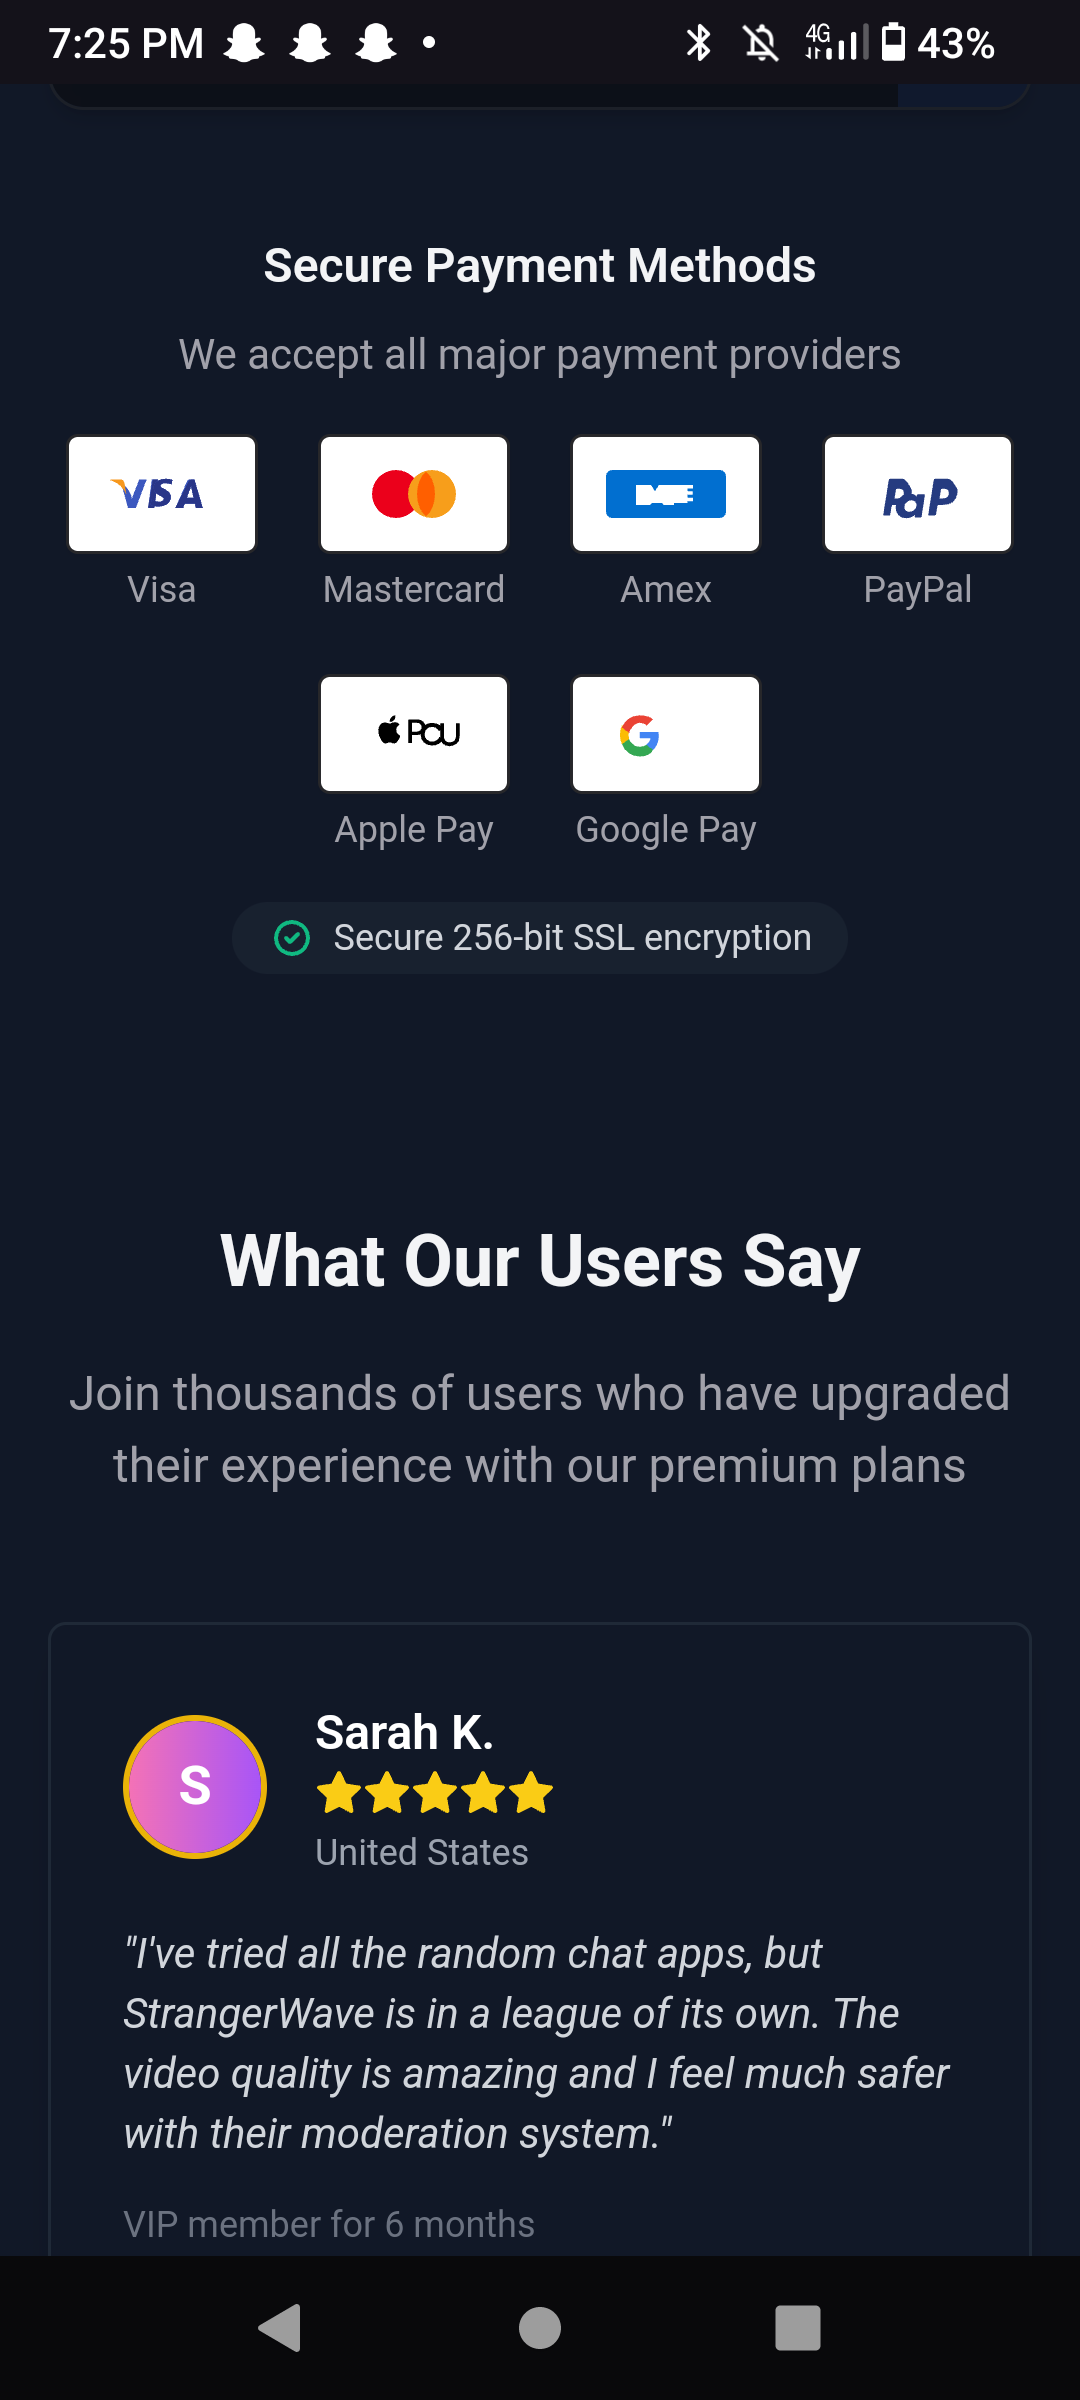 7:25 PM 4G 43%
Secure Payment Methods
We accept all major payment providers
VISA PaP
Visa Mastercard Amex PayPal
G
Apple Pay Google Pay
Secure 256-bit SSL encryption
What Our Users Say
Join thousands of users who have upgraded
their experience with our premium plans
Sarah K.
S
United States
"I've tried all the random chat apps, but
StrangerWave is in a league of its own. The
video quality is amazing and I feel much safer
with their moderation system."
VIP member for 6 months